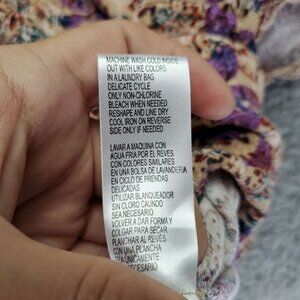 MACHINE WASH COLD INSIDE
OUT WITH LIKE COLORS
IN A LAUNDRY BAG
DELICATE CYCLE
ONLY NON-CHLORINE
BLEACH WHEN NEEDED
RESHAPE AND LINE DRY
COOL IRON ON REVERSE
SIDE ONLY IF NEEDED
LAVAR A MAQUINA CON
AGUA FRIA POR EL REVES
CON COLORES SIMILARES
EN UNA BOLSA DE LAVANDERIA
EN CICLO DE PRENDAS
DELICADAS
UTILIZAR BLANQUEADOR
SIN CLORO CUANDO
SEA NECESARIO
VOLVER A DAR FORMA Y
COLGAR PARA SECAR
PLANCHAR AL REVES
CON UNA PLANCHA
UNICAMENTE
NECESARIO